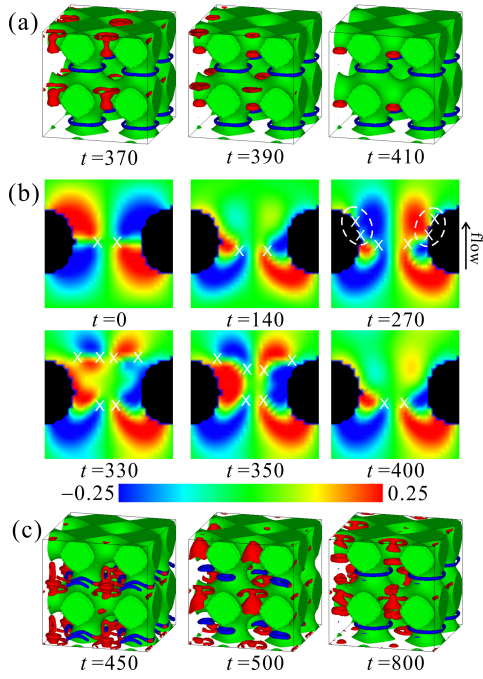 (a)
t=370 t=390 t=410
(b)
X X X X X X X X X X
flow
t=0 t=140 t=270
X X X X X X X X X X X X X X
t=330 t=350 t=400
−0.25 0.25
(c)
t=450 t=500 t=800